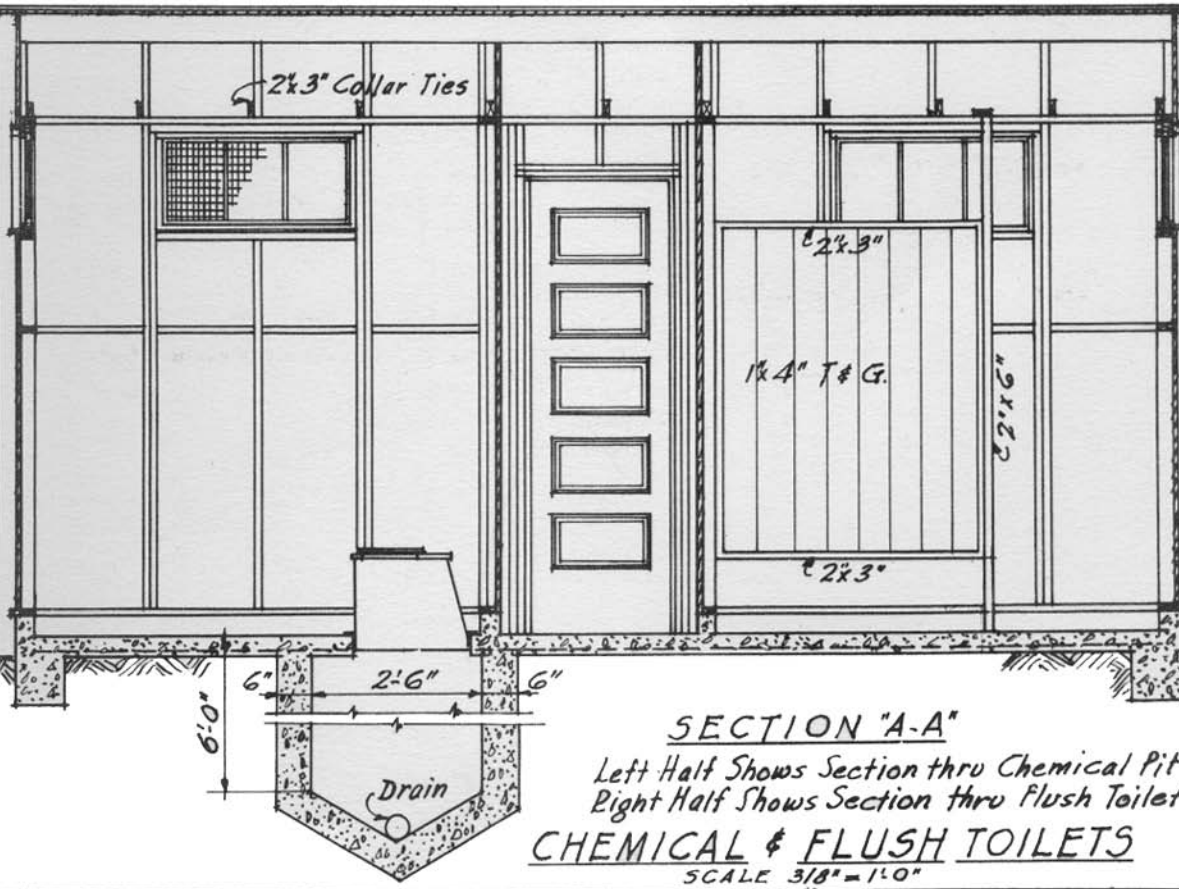 2"x3" Collar Ties
2"x3"
1"x4" T & G.
2"x6"
2"x3"
6" 2'-6" 6"
6'-0"
Drain
SECTION "A-A"
Left Half Shows Section thru Chemical Pit
Right Half Shows Section thru Flush Toilet
CHEMICAL & FLUSH TOILETS
SCALE 3/8" = 1'-0"